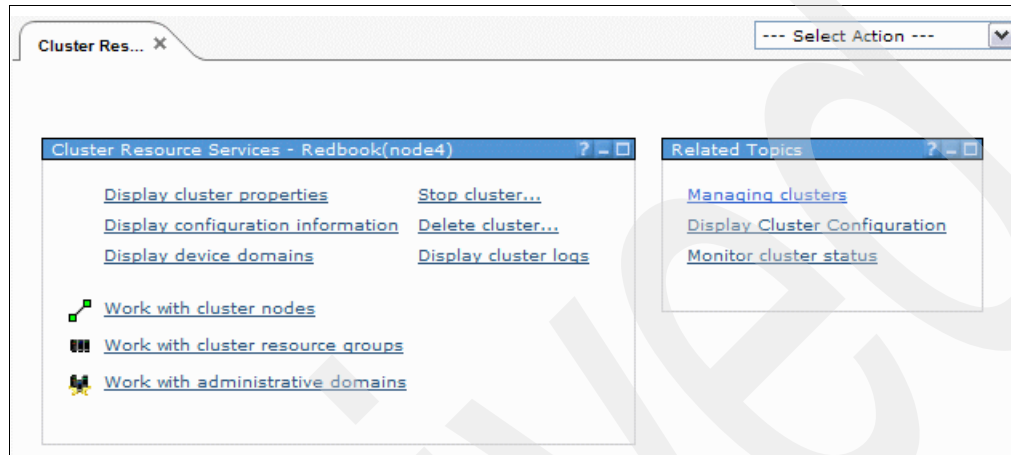 Cluster Res...
--- Select Action ---
Cluster Resource Services - Redbook(node4)
Display cluster properties
Stop cluster...
Display configuration information
Delete cluster...
Display device domains
Display cluster logs
Work with cluster nodes
Work with cluster resource groups
Work with administrative domains
Related Topics
Managing clusters
Display Cluster Configuration
Monitor cluster status